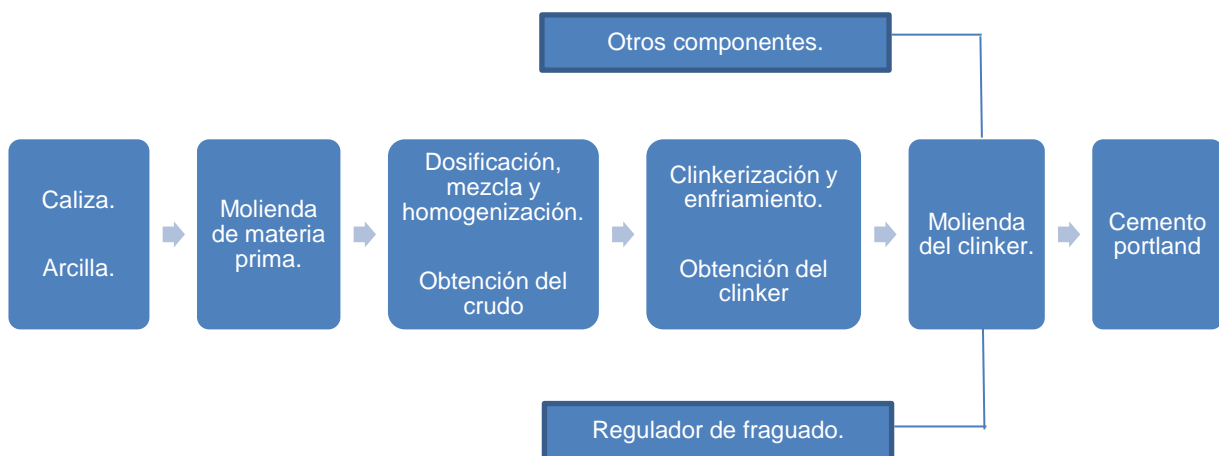 Otros componentes.
Caliza.
Arcilla.
Molienda
de materia
prima.
Dosificación,
mezcla y
homogenización.
Obtención del
crudo
Clinkerización y
enfriamiento.
Obtención del
clinker
Molienda
del clinker.
Cemento
portland
Regulador de fraguado.